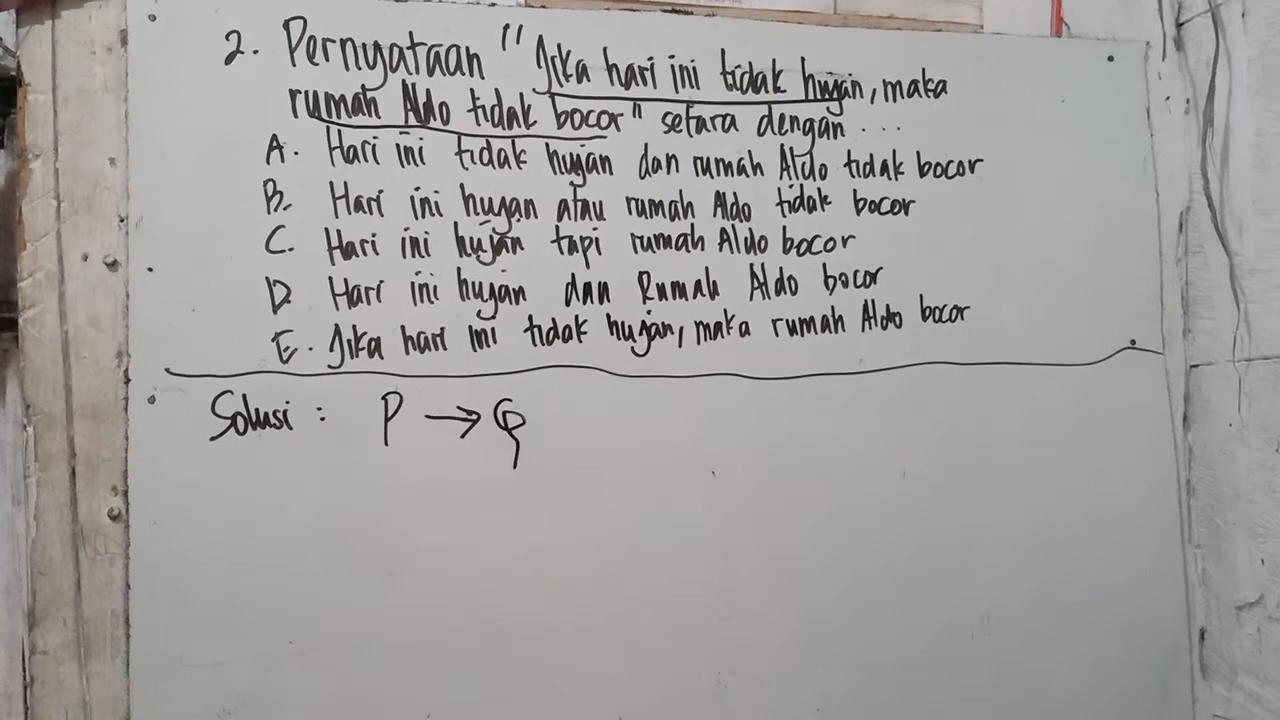 2. Pernyataan "Jika hari ini tidak hujan, maka
rumah Aldo tidak bocor" setara dengan ...
A. Hari ini tidak hujan dan rumah Aldo tidak bocor
B. Hari ini hujan atau rumah Aldo tidak bocor
C. Hari ini hujan tapi rumah Aldo bocor
D. Hari ini hujan dan Rumah Aldo bocor
E. Jika hari ini tidak hujan, maka rumah Aldo bocor
Solusi : P → q